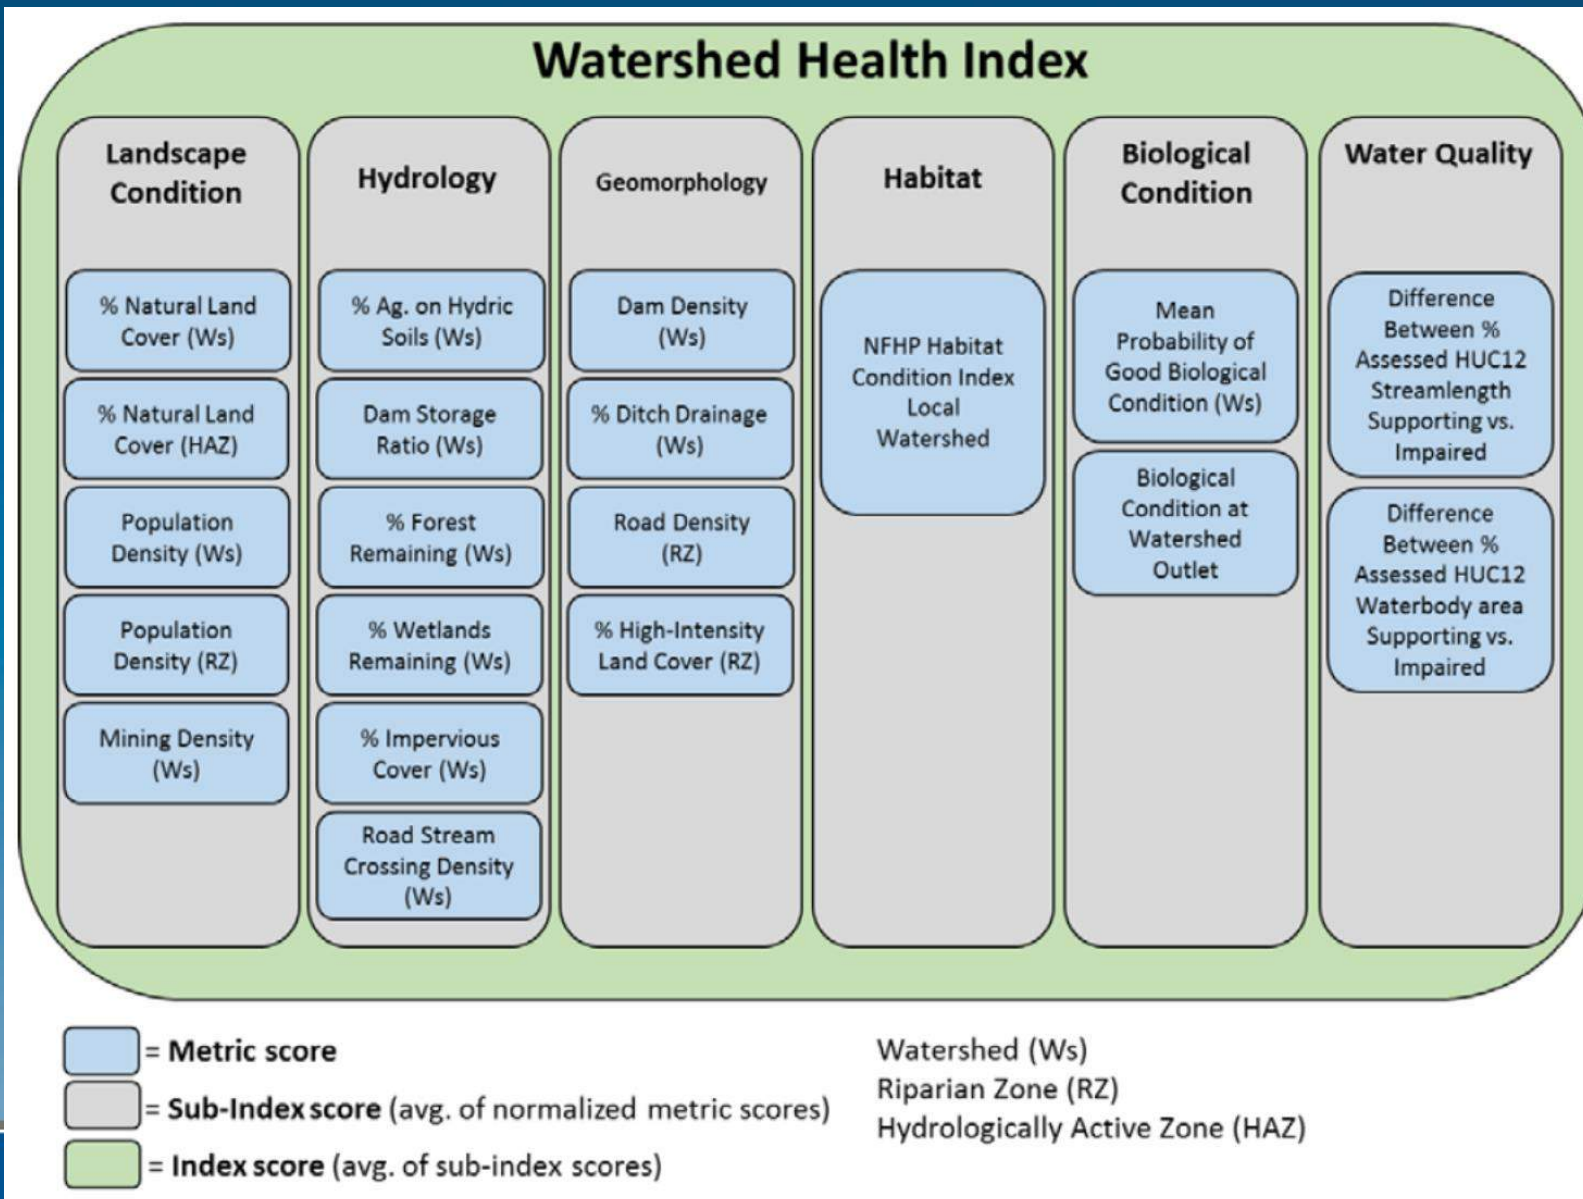 Watershed Health Index
Landscape
Condition
% Natural Land
Cover (Ws)
% Natural Land
Cover (HAZ)
Population
Density (Ws)
Population
Density (RZ)
Mining Density
(Ws)
Hydrology
% Ag. on Hydric
Soils (Ws)
Dam Storage
Ratio (Ws)
% Forest
Remaining (Ws)
% Wetlands
Remaining (Ws)
% Impervious
Cover (Ws)
Road Stream
Crossing Density
(Ws)
Geomorphology
Dam Density
(Ws)
% Ditch Drainage
(Ws)
Road Density
(RZ)
% High-Intensity
Land Cover (RZ)
Habitat
NFHP Habitat
Condition Index
Local
Watershed
Biological
Condition
Mean
Probability of
Good Biological
Condition (Ws)
Biological
Condition at
Watershed
Outlet
Water Quality
Difference
Between %
Assessed HUC12
Streamlength
Supporting vs.
Impaired
Difference
Between %
Assessed HUC12
Waterbody area
Supporting vs.
Impaired
= Metric score
= Sub-Index score (avg. of normalized metric scores)
= Index score (avg. of sub-index scores)
Watershed (Ws)
Riparian Zone (RZ)
Hydrologically Active Zone (HAZ)